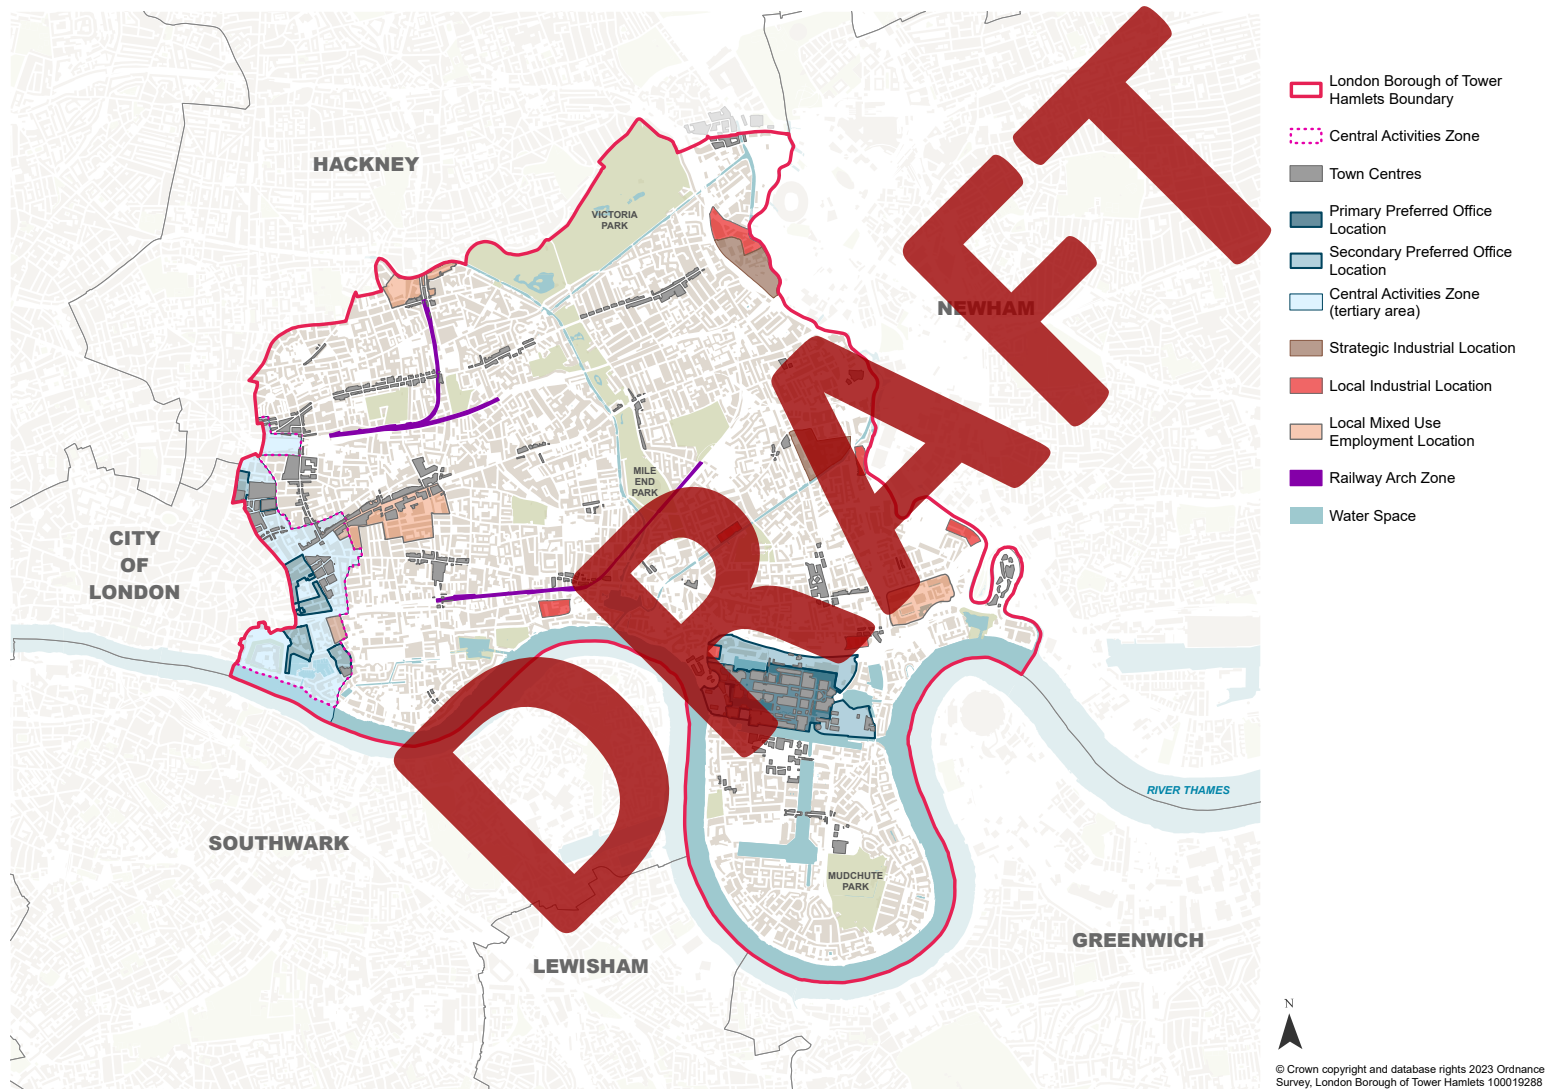 HACKNEY
VICTORIA
PARK
NEWHAM
MILE
END
PARK
CITY
OF
LONDON
SOUTHWARK
RIVER THAMES
MUDCHUTE
PARK
GREENWICH
LEWISHAM
DRAFT
London Borough of Tower
Hamlets Boundary
Central Activities Zone
Town Centres
Primary Preferred Office
Location
Secondary Preferred Office
Location
Central Activities Zone
(tertiary area)
Strategic Industrial Location
Local Industrial Location
Local Mixed Use
Employment Location
Railway Arch Zone
Water Space
N
© Crown copyright and database rights 2023 Ordnance
Survey, London Borough of Tower Hamlets 100019288